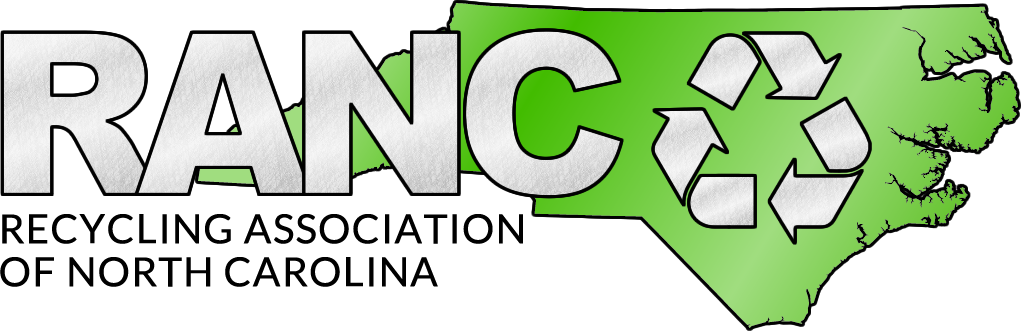 RANC
RECYCLING ASSOCIATION
OF NORTH CAROLINA